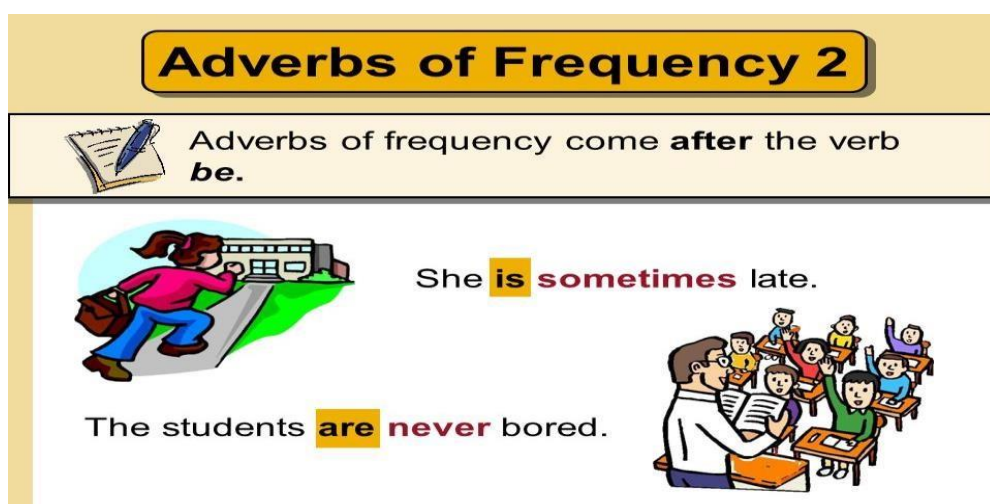 Adverbs of Frequency 2
Adverbs of frequency come after the verb
be.
She is sometimes late.
The students are never bored.